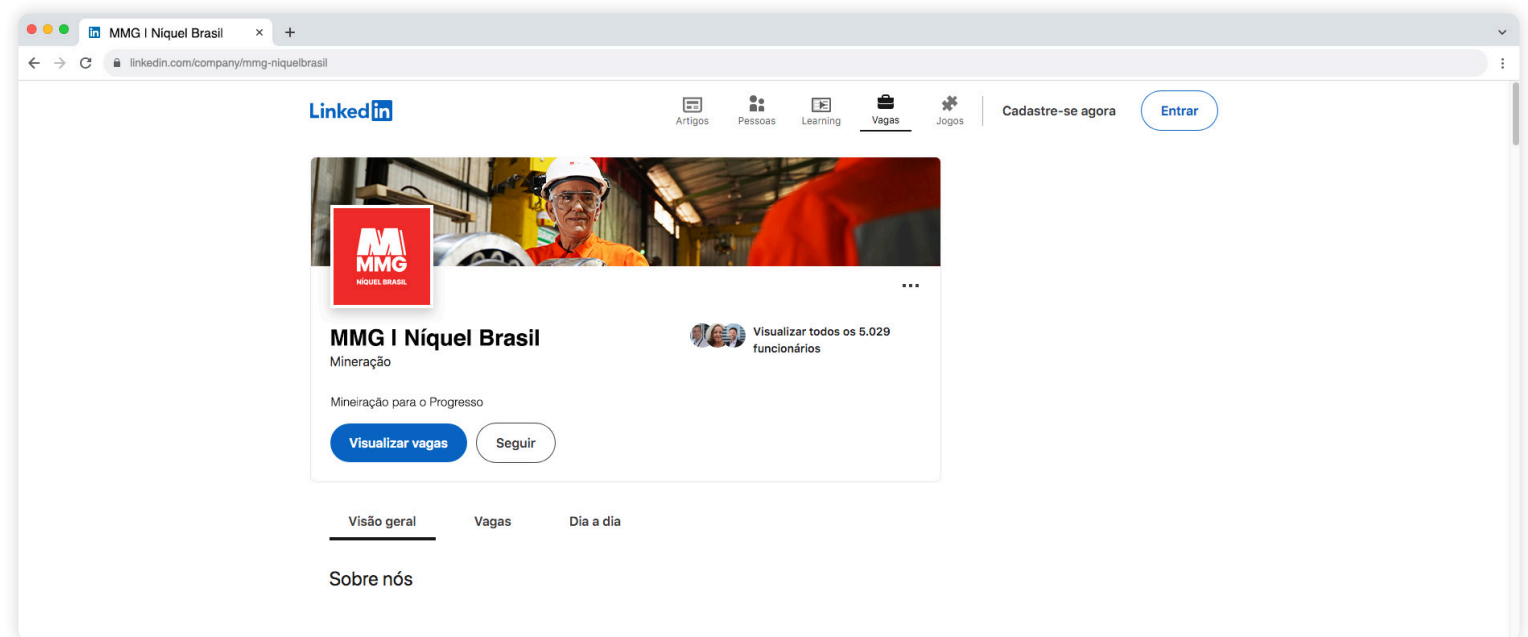 MMG I Níquel Brasil
linkedin.com/company/mmg-niquelbrasil
Linked in
Artigos
Pessoas
Learning
Vagas
Jogos
Cadastre-se agora
Entrar
MMG
NÍQUEL BRASIL
MMG I Níquel Brasil
Mineração
Visualizar todos os 5.029
funcionários
Mineiração para o Progresso
Visualizar vagas
Seguir
Visão geral
Vagas
Dia a dia
Sobre nós